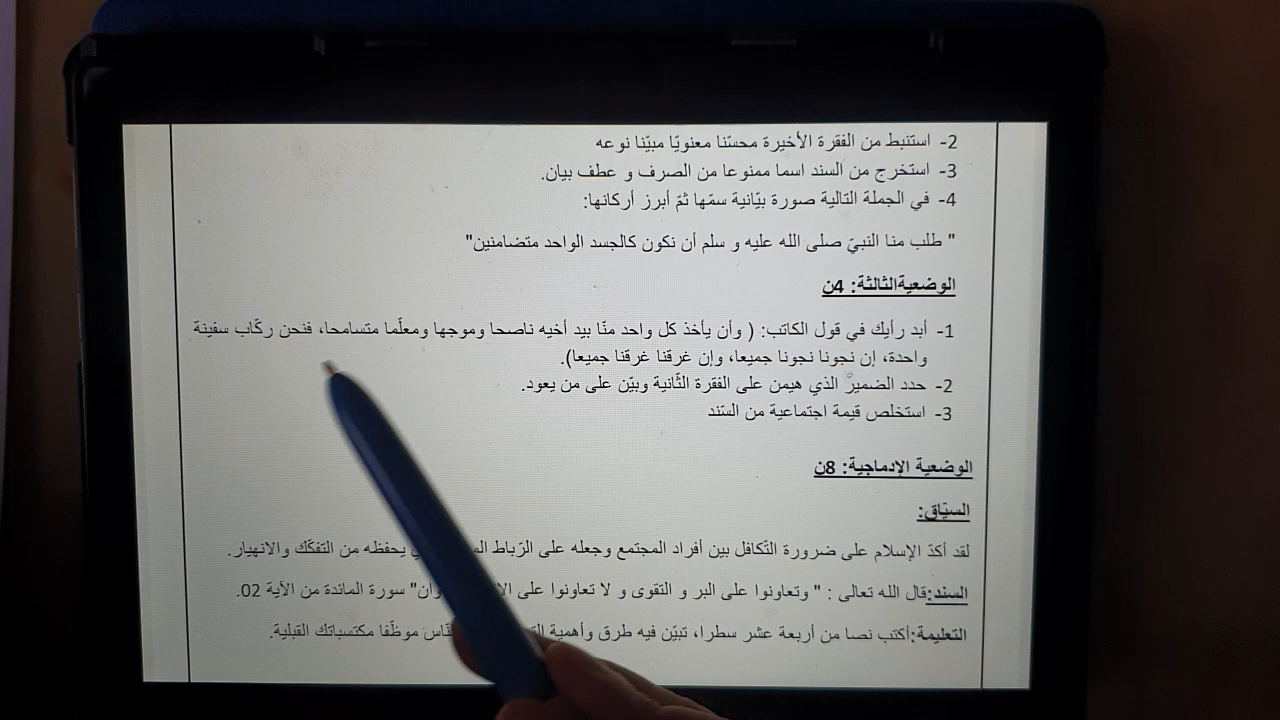 2- استنبط من الفقرة الأخيرة محسّنا معنويّا مبيّنا نوعه
3- استخرج من السند اسما ممنوعا من الصرف و عطف بيان.
4- في الجملة التالية صورة بيّانية سمّها ثمّ أبرز أركانها:
" طلب منا النبيّ صلى الله عليه و سلم أن نكون كالجسد الواحد متضامنين"
الوضعيةالثالثة: 4ن
1- أبد رأيك في قول الكاتب: ( وأن يأخذ كل واحد منّا بيد أخيه ناصحا وموجها ومعلّما متسامحا، فنحن ركّاب سفينة
واحدة، إن نجونا نجونا جميعا، وإن غرقنا غرقنا جميعا).
2- حدد الضمير الذي هيمن على الفقرة الثّانية وبيّن على من يعود.
3- استخلص قيمة اجتماعية من السّند
الوضعية الإدماجية: 8ن
السيّاق:
لقد أكدّ الإسلام على ضرورة التّكافل بين أفراد المجتمع وجعله على الرّباط يحفظه من التفكّك والانهيار.
السند:قال الله تعالى : " وتعاونوا على البر و التقوى و لا تعاونوا على سورة المائدة من الآية 02.
التعليمة:أكتب نصا من أربعة عشر سطرا، تبيّن فيه طرق وأهمية موظّفا مكتسباتك القبلية.